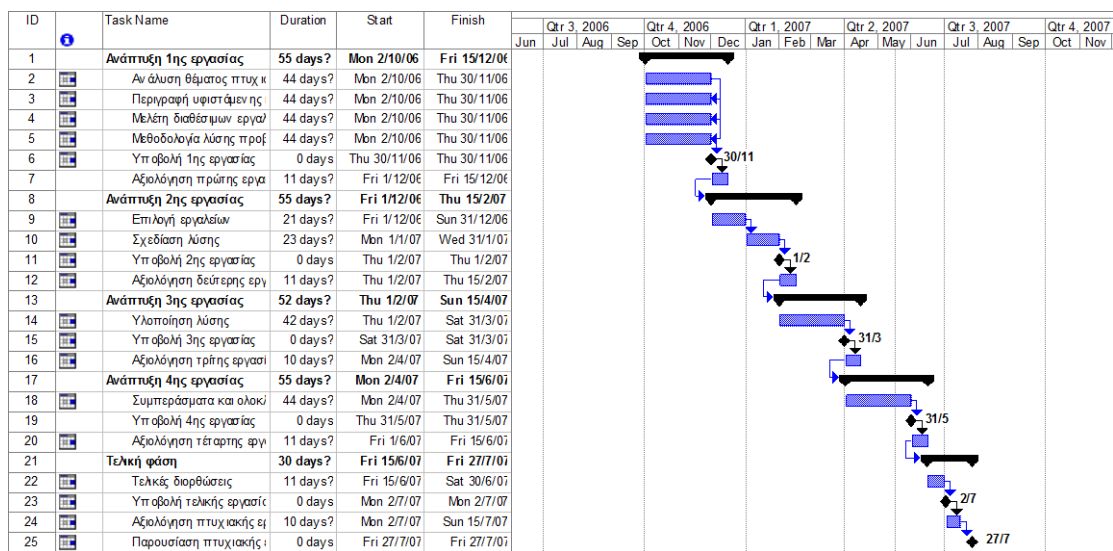 ID Task Name Duration Start Finish
Qtr 3, 2006 Qtr 4, 2006 Qtr 1, 2007 Qtr 2, 2007 Qtr 3, 2007 Qtr 4, 2007
Jun Jul Aug Sep Oct Nov Dec Jan Feb Mar Apr May Jun Jul Aug Sep Oct Nov
1 Ανάπτυξη 1ης εργασίας 55 days? Mon 2/10/06 Fri 15/12/06
2 Ανάλυση θέματος πτυχι 44 days? Mon 2/10/06 Thu 30/11/06
3 Περιγραφή υφιστάμενης 44 days? Mon 2/10/06 Thu 30/11/06
4 Μελέτη διαθέσιμων εργαλ 44 days? Mon 2/10/06 Thu 30/11/06
5 Μεθοδολογία λύσης προβ 44 days? Mon 2/10/06 Thu 30/11/06
6 Υποβολή 1ης εργασίας 0 days Thu 30/11/06 Thu 30/11/06 30/11
7 Αξιολόγηση πρώτης εργα 11 days? Fri 1/12/06 Fri 15/12/06
8 Ανάπτυξη 2ης εργασίας 55 days? Fri 1/12/06 Thu 15/2/07
9 Επιλογή εργαλείων 21 days? Fri 1/12/06 Sun 31/12/06
10 Σχεδίαση λύσης 23 days? Mon 1/1/07 Wed 31/1/07
11 Υποβολή 2ης εργασίας 0 days Thu 1/2/07 Thu 1/2/07 1/2
12 Αξιολόγηση δεύτερης εργ 11 days? Thu 1/2/07 Thu 15/2/07
13 Ανάπτυξη 3ης εργασίας 52 days? Thu 1/2/07 Sun 15/4/07
14 Υλοποίηση λύσης 42 days? Thu 1/2/07 Sat 31/3/07
15 Υποβολή 3ης εργασίας 0 days? Sat 31/3/07 Sat 31/3/07 31/3
16 Αξιολόγηση τρίτης εργασί 10 days? Mon 2/4/07 Sun 15/4/07
17 Ανάπτυξη 4ης εργασίας 55 days? Mon 2/4/07 Fri 15/6/07
18 Συμπεράσματα και ολοκλ 44 days? Mon 2/4/07 Thu 31/5/07
19 Υποβολή 4ης εργασίας 0 days Thu 31/5/07 Thu 31/5/07 31/5
20 Αξιολόγηση τέταρτης εργ 11 days? Fri 1/6/07 Fri 15/6/07
21 Τελική φάση 30 days? Fri 15/6/07 Fri 27/7/07
22 Τελικές διορθώσεις 11 days? Fri 15/6/07 Sat 30/6/07
23 Υποβολή τελικής εργασίας 0 days Mon 2/7/07 Mon 2/7/07 2/7
24 Αξιολόγηση πτυχιακής ερ 10 days? Mon 2/7/07 Sun 15/7/07
25 Παρουσίαση πτυχιακής ε 0 days Fri 27/7/07 Fri 27/7/07 27/7